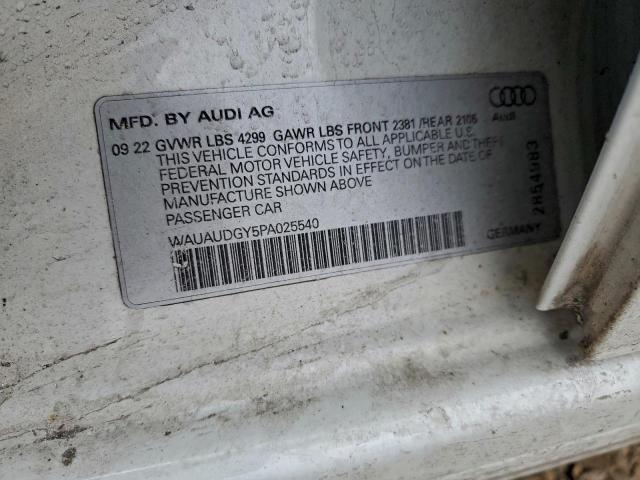 MFD. BY AUDI AG
09 22 GVWR LBS 4299 GAWR LBS FRONT 2381 /REAR 2106
THIS VEHICLE CONFORMS TO ALL APPLICABLE U.S.
FEDERAL MOTOR VEHICLE SAFETY, BUMPER AND THEFT
PREVENTION STANDARDS IN EFFECT ON THE DATE OF
MANUFACTURE SHOWN ABOVE
PASSENGER CAR
WAUAUDGY5PA025540
Audi
2854983
GERMANY